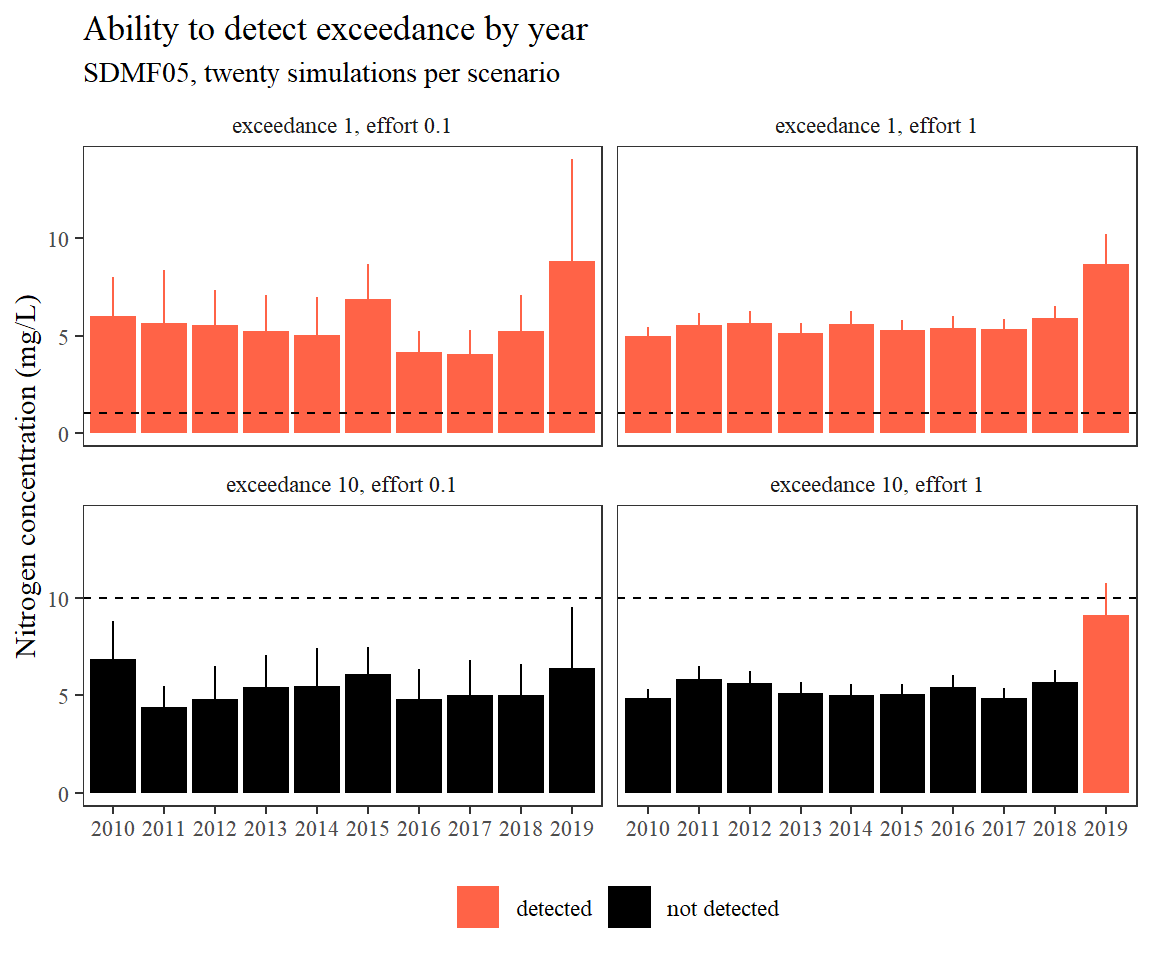 Ability to detect exceedance by year
SDMF05, twenty simulations per scenario
exceedance 1, effort 0.1
exceedance 1, effort 1
Nitrogen concentration (mg/L)
10
5
0
exceedance 10, effort 0.1
exceedance 10, effort 1
10
5
0
2010 2011 2012 2013 2014 2015 2016 2017 2018 2019
2010 2011 2012 2013 2014 2015 2016 2017 2018 2019
detected
not detected